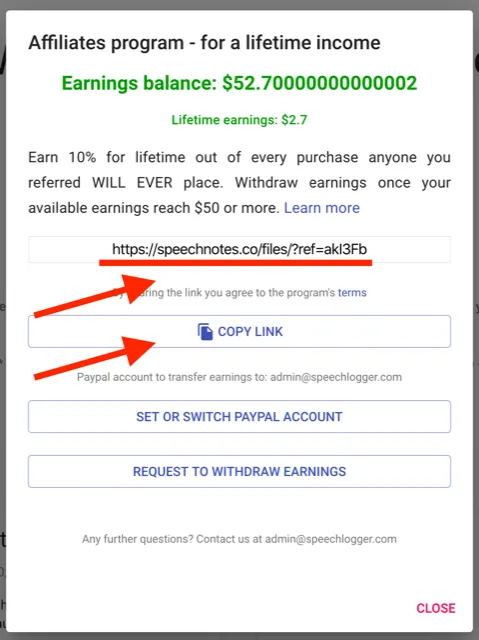 Affiliates program - for a lifetime income
Earnings balance: $52.70000000000002
Lifetime earnings: $2.7
Earn 10% for lifetime out of every purchase anyone you
referred WILL EVER place. Withdraw earnings once your
available earnings reach $50 or more. Learn more
https://speechnotes.co/files/?ref=akl3Fb
the link you agree to the program's terms
COPY LINK
Paypal account to transfer earnings to: admin@speechlogger.com
SET OR SWITCH PAYPAL ACCOUNT
REQUEST TO WITHDRAW EARNINGS
Any further questions? Contact us at admin@speechlogger.com
CLOSE